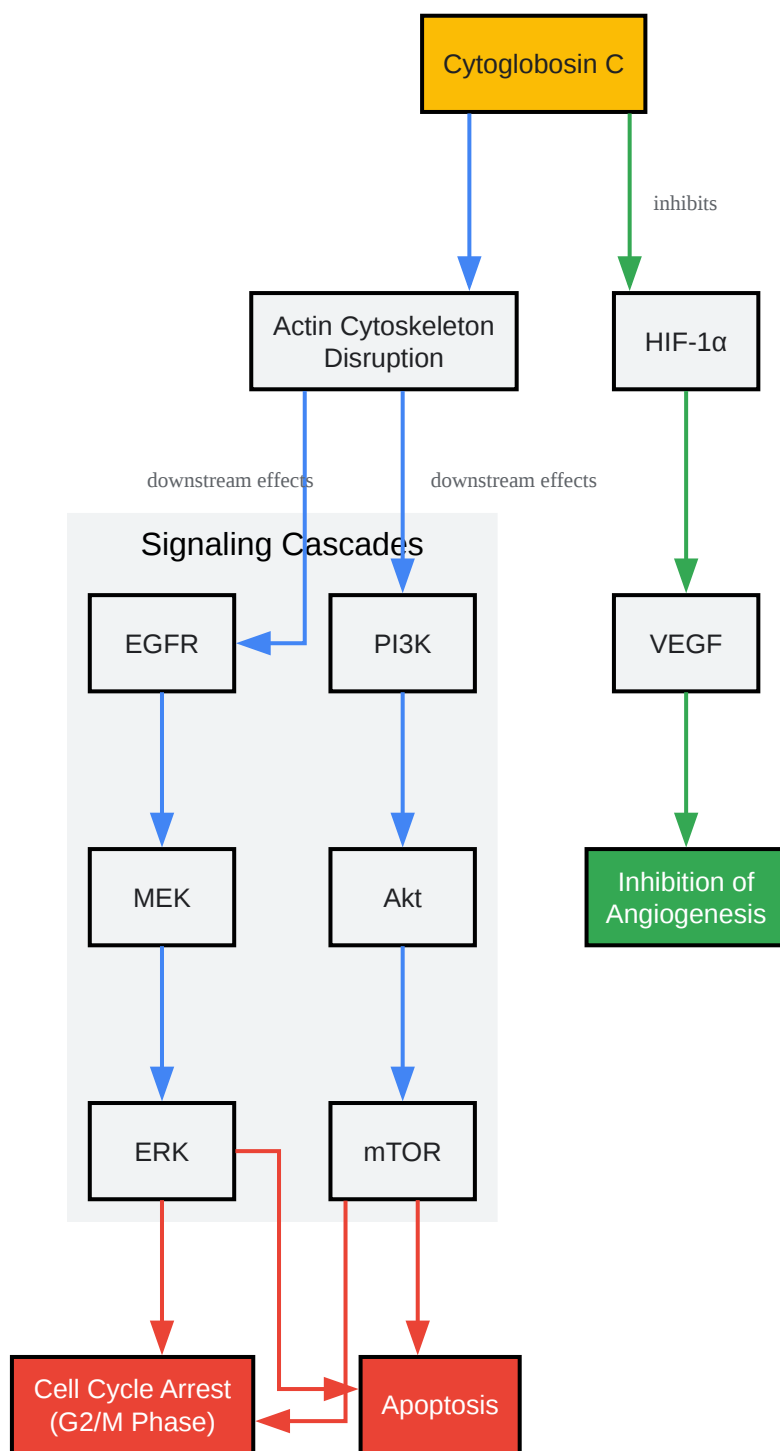 Cytoglobosin C
inhibits
Actin Cytoskeleton
Disruption
HIF-1α
downstream effects
downstream effects
Signaling Cascades
EGFR
PI3K
VEGF
MEK
Akt
Inhibition of
Angiogenesis
ERK
mTOR
Cell Cycle Arrest
(G2/M Phase)
Apoptosis